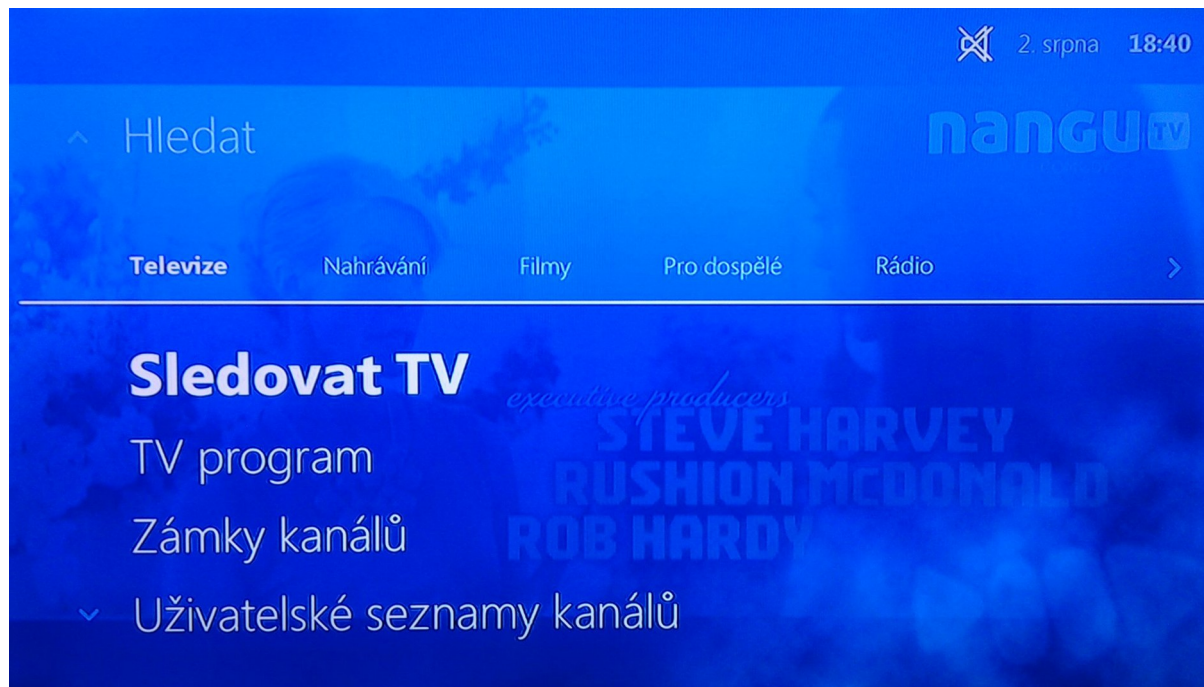 2. srpna 18:40
Hledat
nanGU TV
Televize Nahrávání Filmy Pro dospělé Rádio
Sledovat TV
executive producers
STEVE HARVEY
TV program
RUSHION McDONALD
Zámky kanálů
ROB HARDY
Uživatelské seznamy kanálů